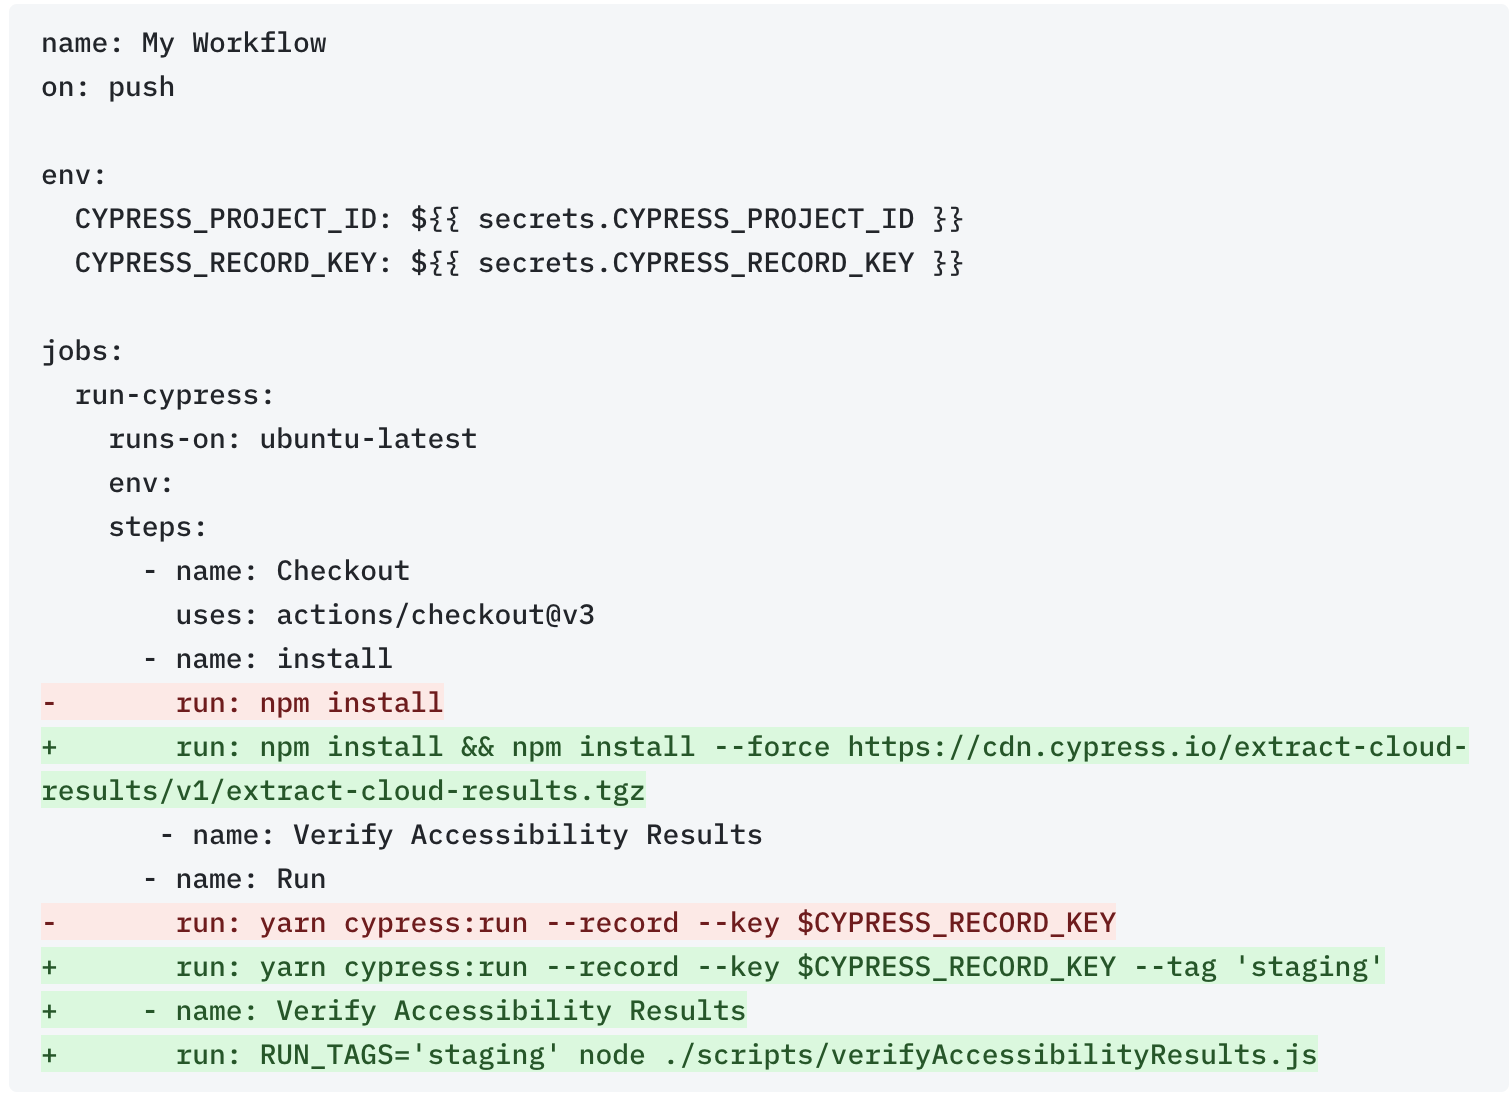 name: My Workflow
on: push

env:
  CYPRESS_PROJECT_ID: ${{ secrets.CYPRESS_PROJECT_ID }}
  CYPRESS_RECORD_KEY: ${{ secrets.CYPRESS_RECORD_KEY }}

jobs:
  run-cypress:
    runs-on: ubuntu-latest
    env:
    steps:
      - name: Checkout
        uses: actions/checkout@v3
      - name: install
-       run: npm install
+       run: npm install && npm install --force https://cdn.cypress.io/extract-cloud-
results/v1/extract-cloud-results.tgz
       - name: Verify Accessibility Results
      - name: Run
-       run: yarn cypress:run --record --key $CYPRESS_RECORD_KEY
+       run: yarn cypress:run --record --key $CYPRESS_RECORD_KEY --tag 'staging'
+     - name: Verify Accessibility Results
+       run: RUN_TAGS='staging' node ./scripts/verifyAccessibilityResults.js